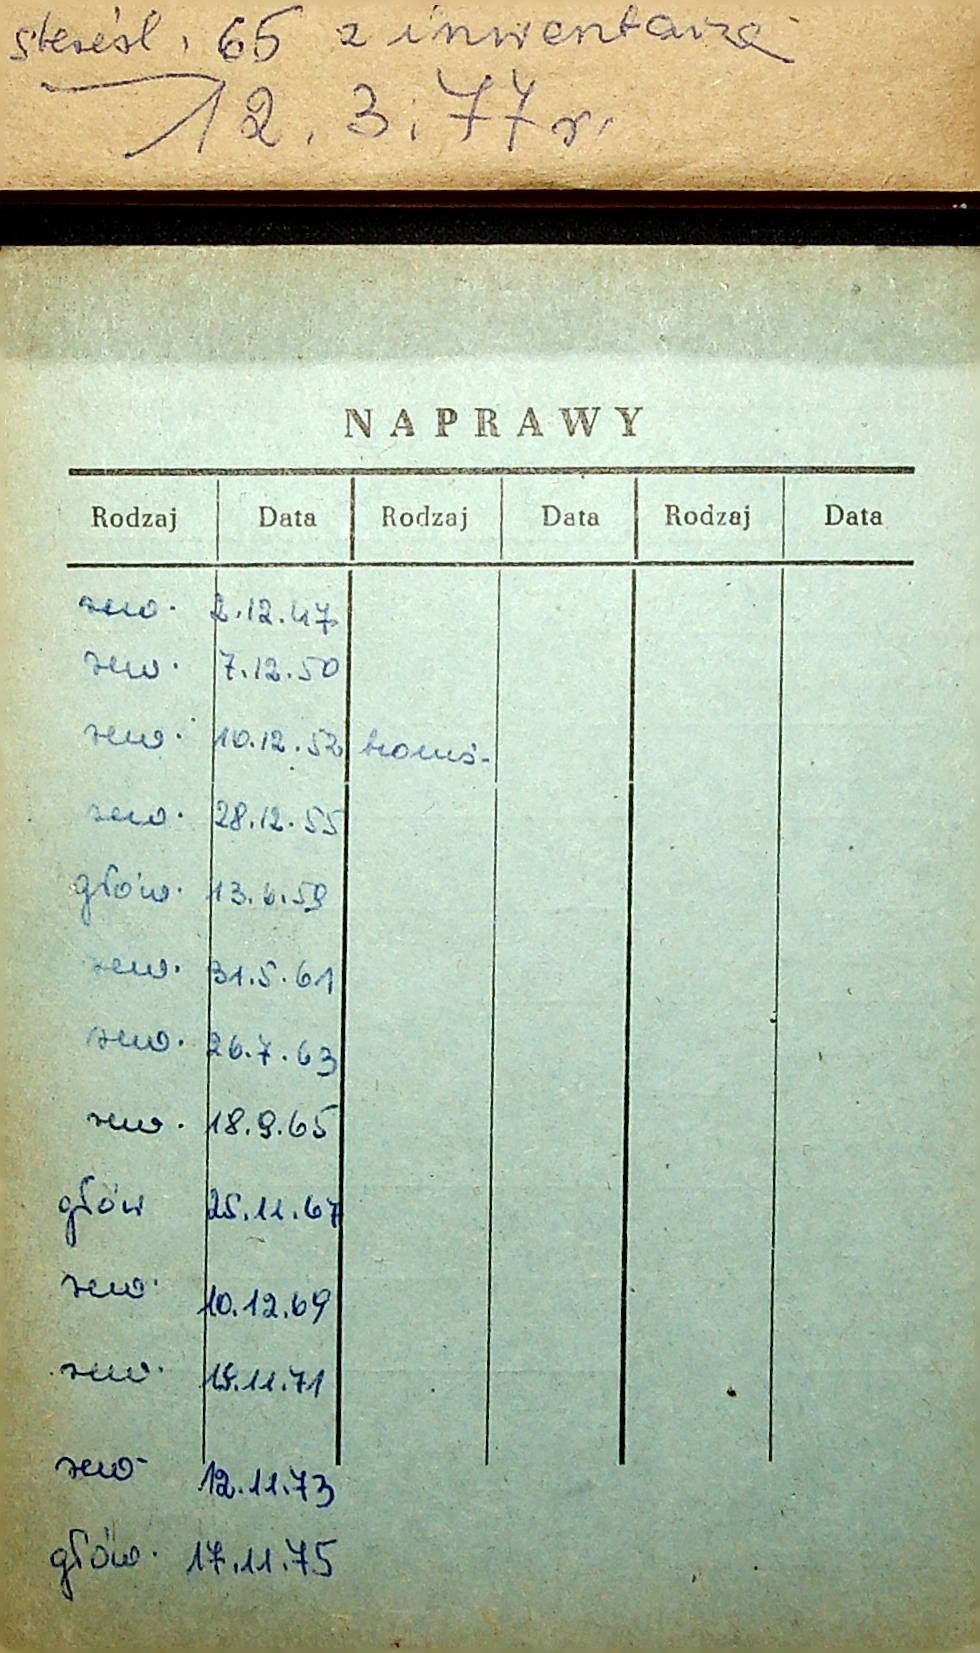 skreśl. 65 z inwentarza
12.3.77 r.
NAPRAWY
Rodzaj Data Rodzaj Data Rodzaj Data
rew. 2.12.47
rew. 7.12.50
rew. 10.12.52
rew. 28.12.55
głów. 13.6.59
rew. 31.5.61
rew. 26.7.63
rew. 18.9.65
głów 25.11.67
rew. 10.12.69
rew. 15.11.71
rew. 12.11.73
głów. 17.11.75